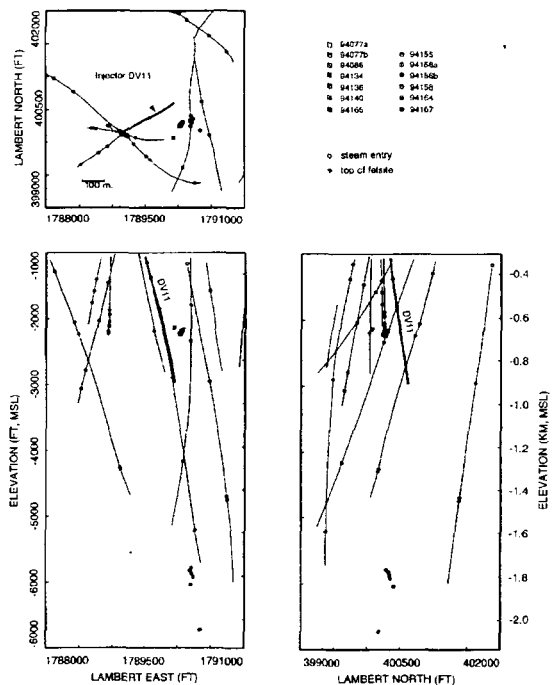 402000
400500
399000
LAMBERT NORTH (FT)
Injector DV11
100 m.
1788000 1789500 1791000
94077a
94077b
94086
94134
94136
94140
94165
94155
94156a
94156b
94158
94164
94167
steam entry
top of felsite
-1000
-2000
-3000
-4000
-5000
-6000
ELEVATION (FT, MSL)
DV11
1788000 1789500 1791000
LAMBERT EAST (FT)
DV11
-0.4
-0.6
-0.8
-1.0
-1.2
-1.4
-1.6
-1.8
-2.0
ELEVATION (KM, MSL)
399000 400500 402000
LAMBERT NORTH (FT)